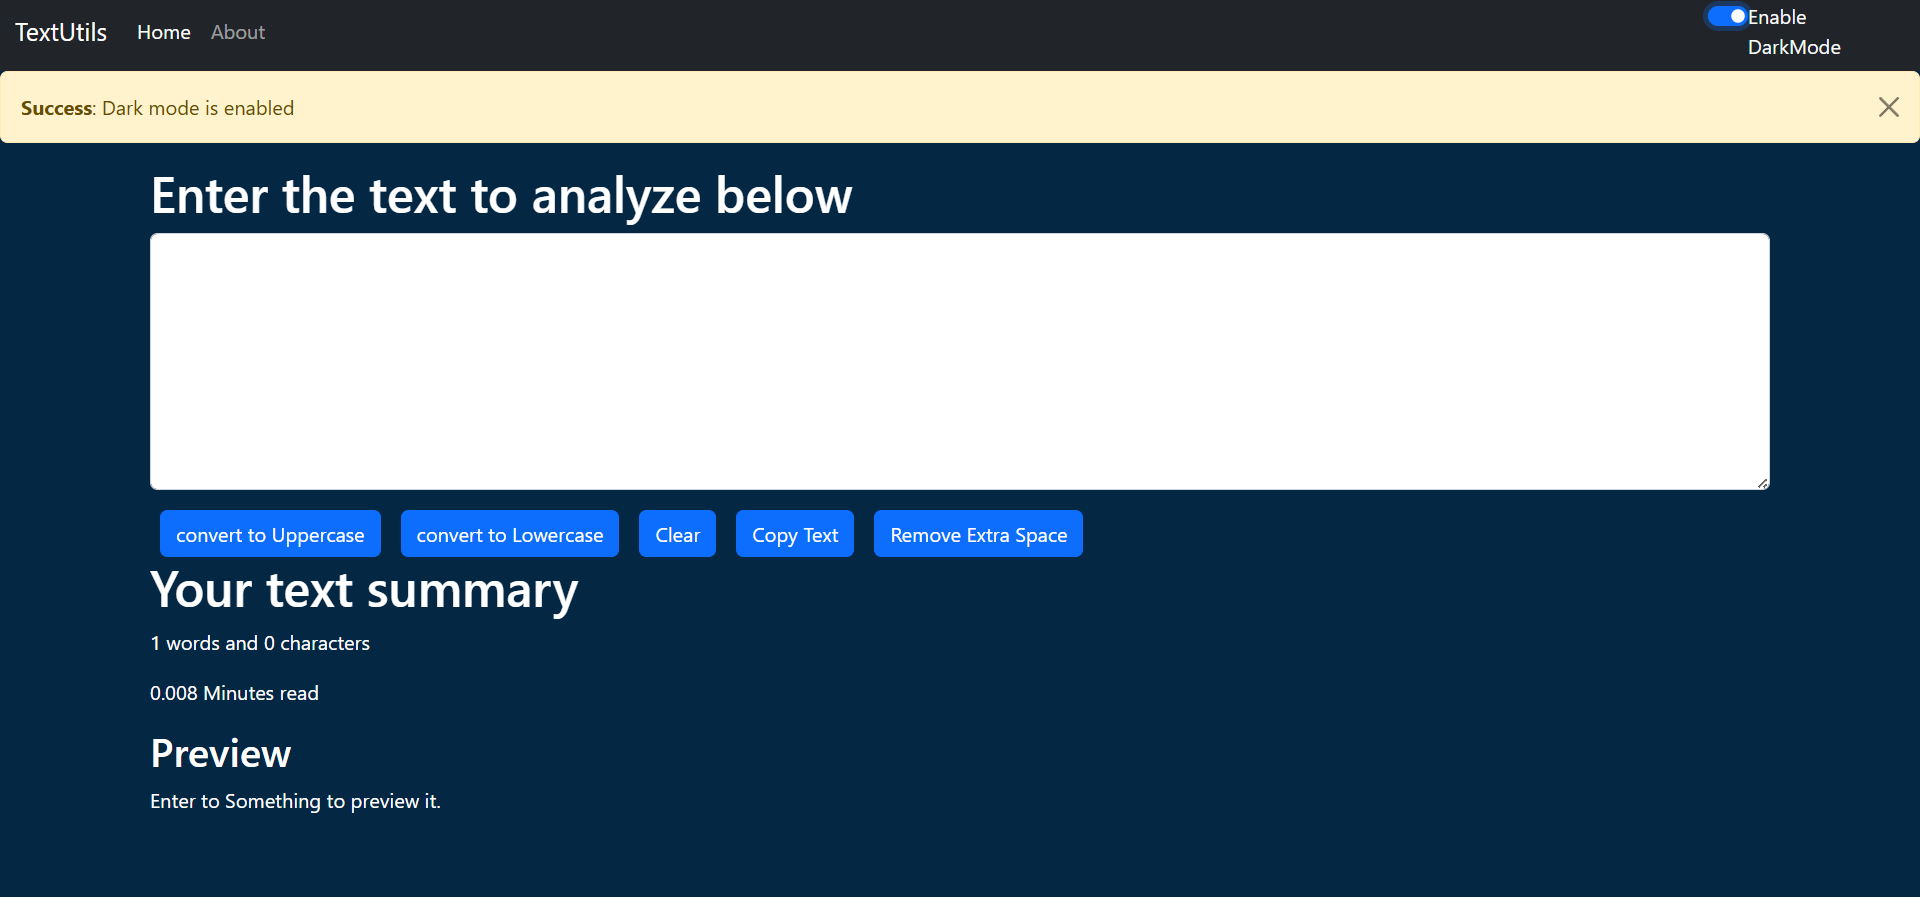 TextUtils Home About Enable
DarkMode
Success: Dark mode is enabled
Enter the text to analyze below
convert to Uppercase convert to Lowercase Clear Copy Text Remove Extra Space
Your text summary
1 words and 0 characters
0.008 Minutes read
Preview
Enter to Something to preview it.